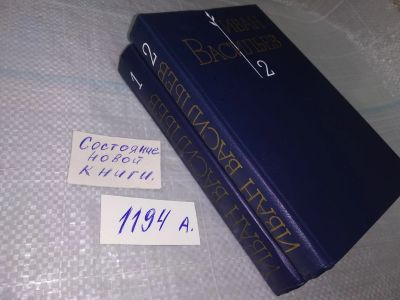 ИВАН
ВАСИЛЬЕВ
2
ИВАН ВАСИЛЬЕВ 2
ИВАН ВАСИЛЬЕВ 1
Состояние
новой
книги.
1194 А.